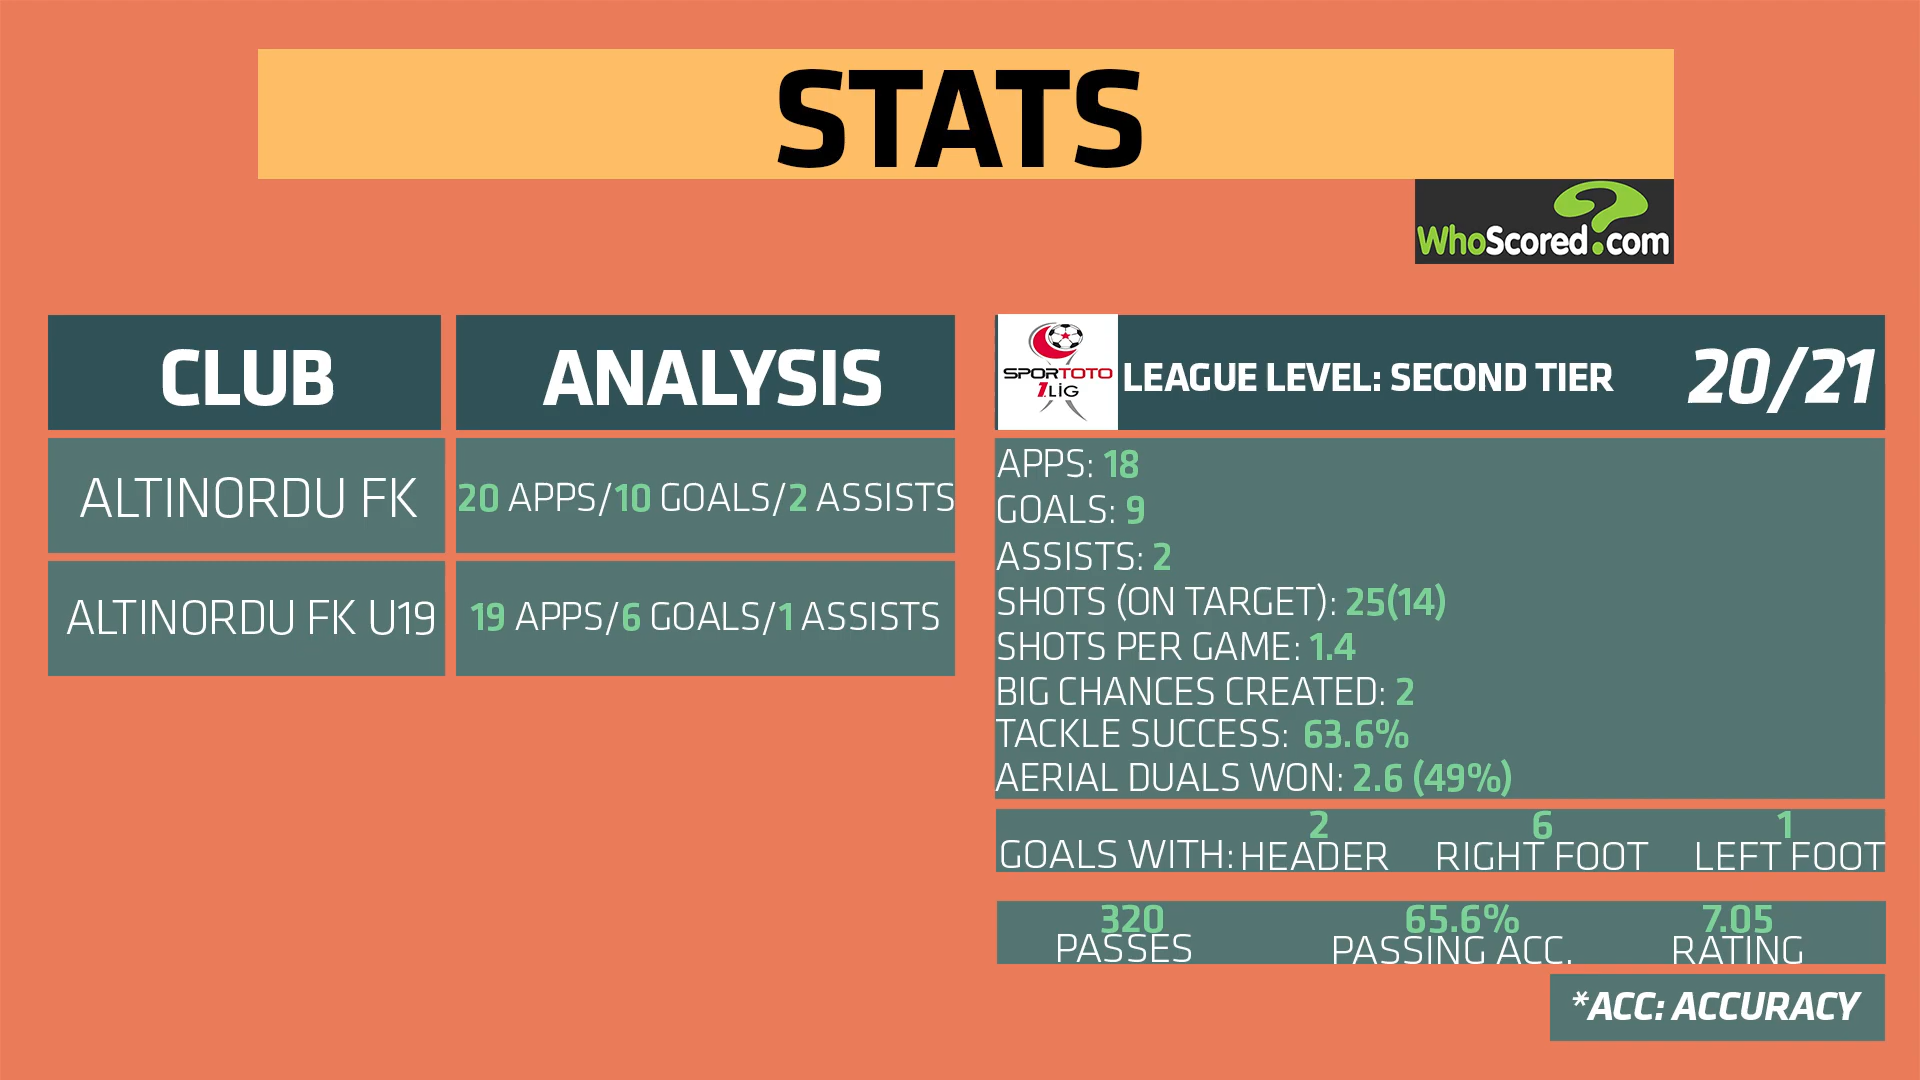 STATS
WhoScored.com
CLUB
ANALYSIS
ALTINORDU FK
20 APPS/10 GOALS/2 ASSISTS
ALTINORDU FK U19
19 APPS/6 GOALS/1 ASSISTS
SPORTOTO
1.LİG
LEAGUE LEVEL: SECOND TIER
20/21
APPS: 18
GOALS: 9
ASSISTS: 2
SHOTS (ON TARGET): 25(14)
SHOTS PER GAME: 1.4
BIG CHANCES CREATED: 2
TACKLE SUCCESS: 63.6%
AERIAL DUALS WON: 2.6 (49%)
2 6 1
GOALS WITH: HEADER RIGHT FOOT LEFT FOOT
320 65.6% 7.05
PASSES PASSING ACC. RATING
*ACC: ACCURACY